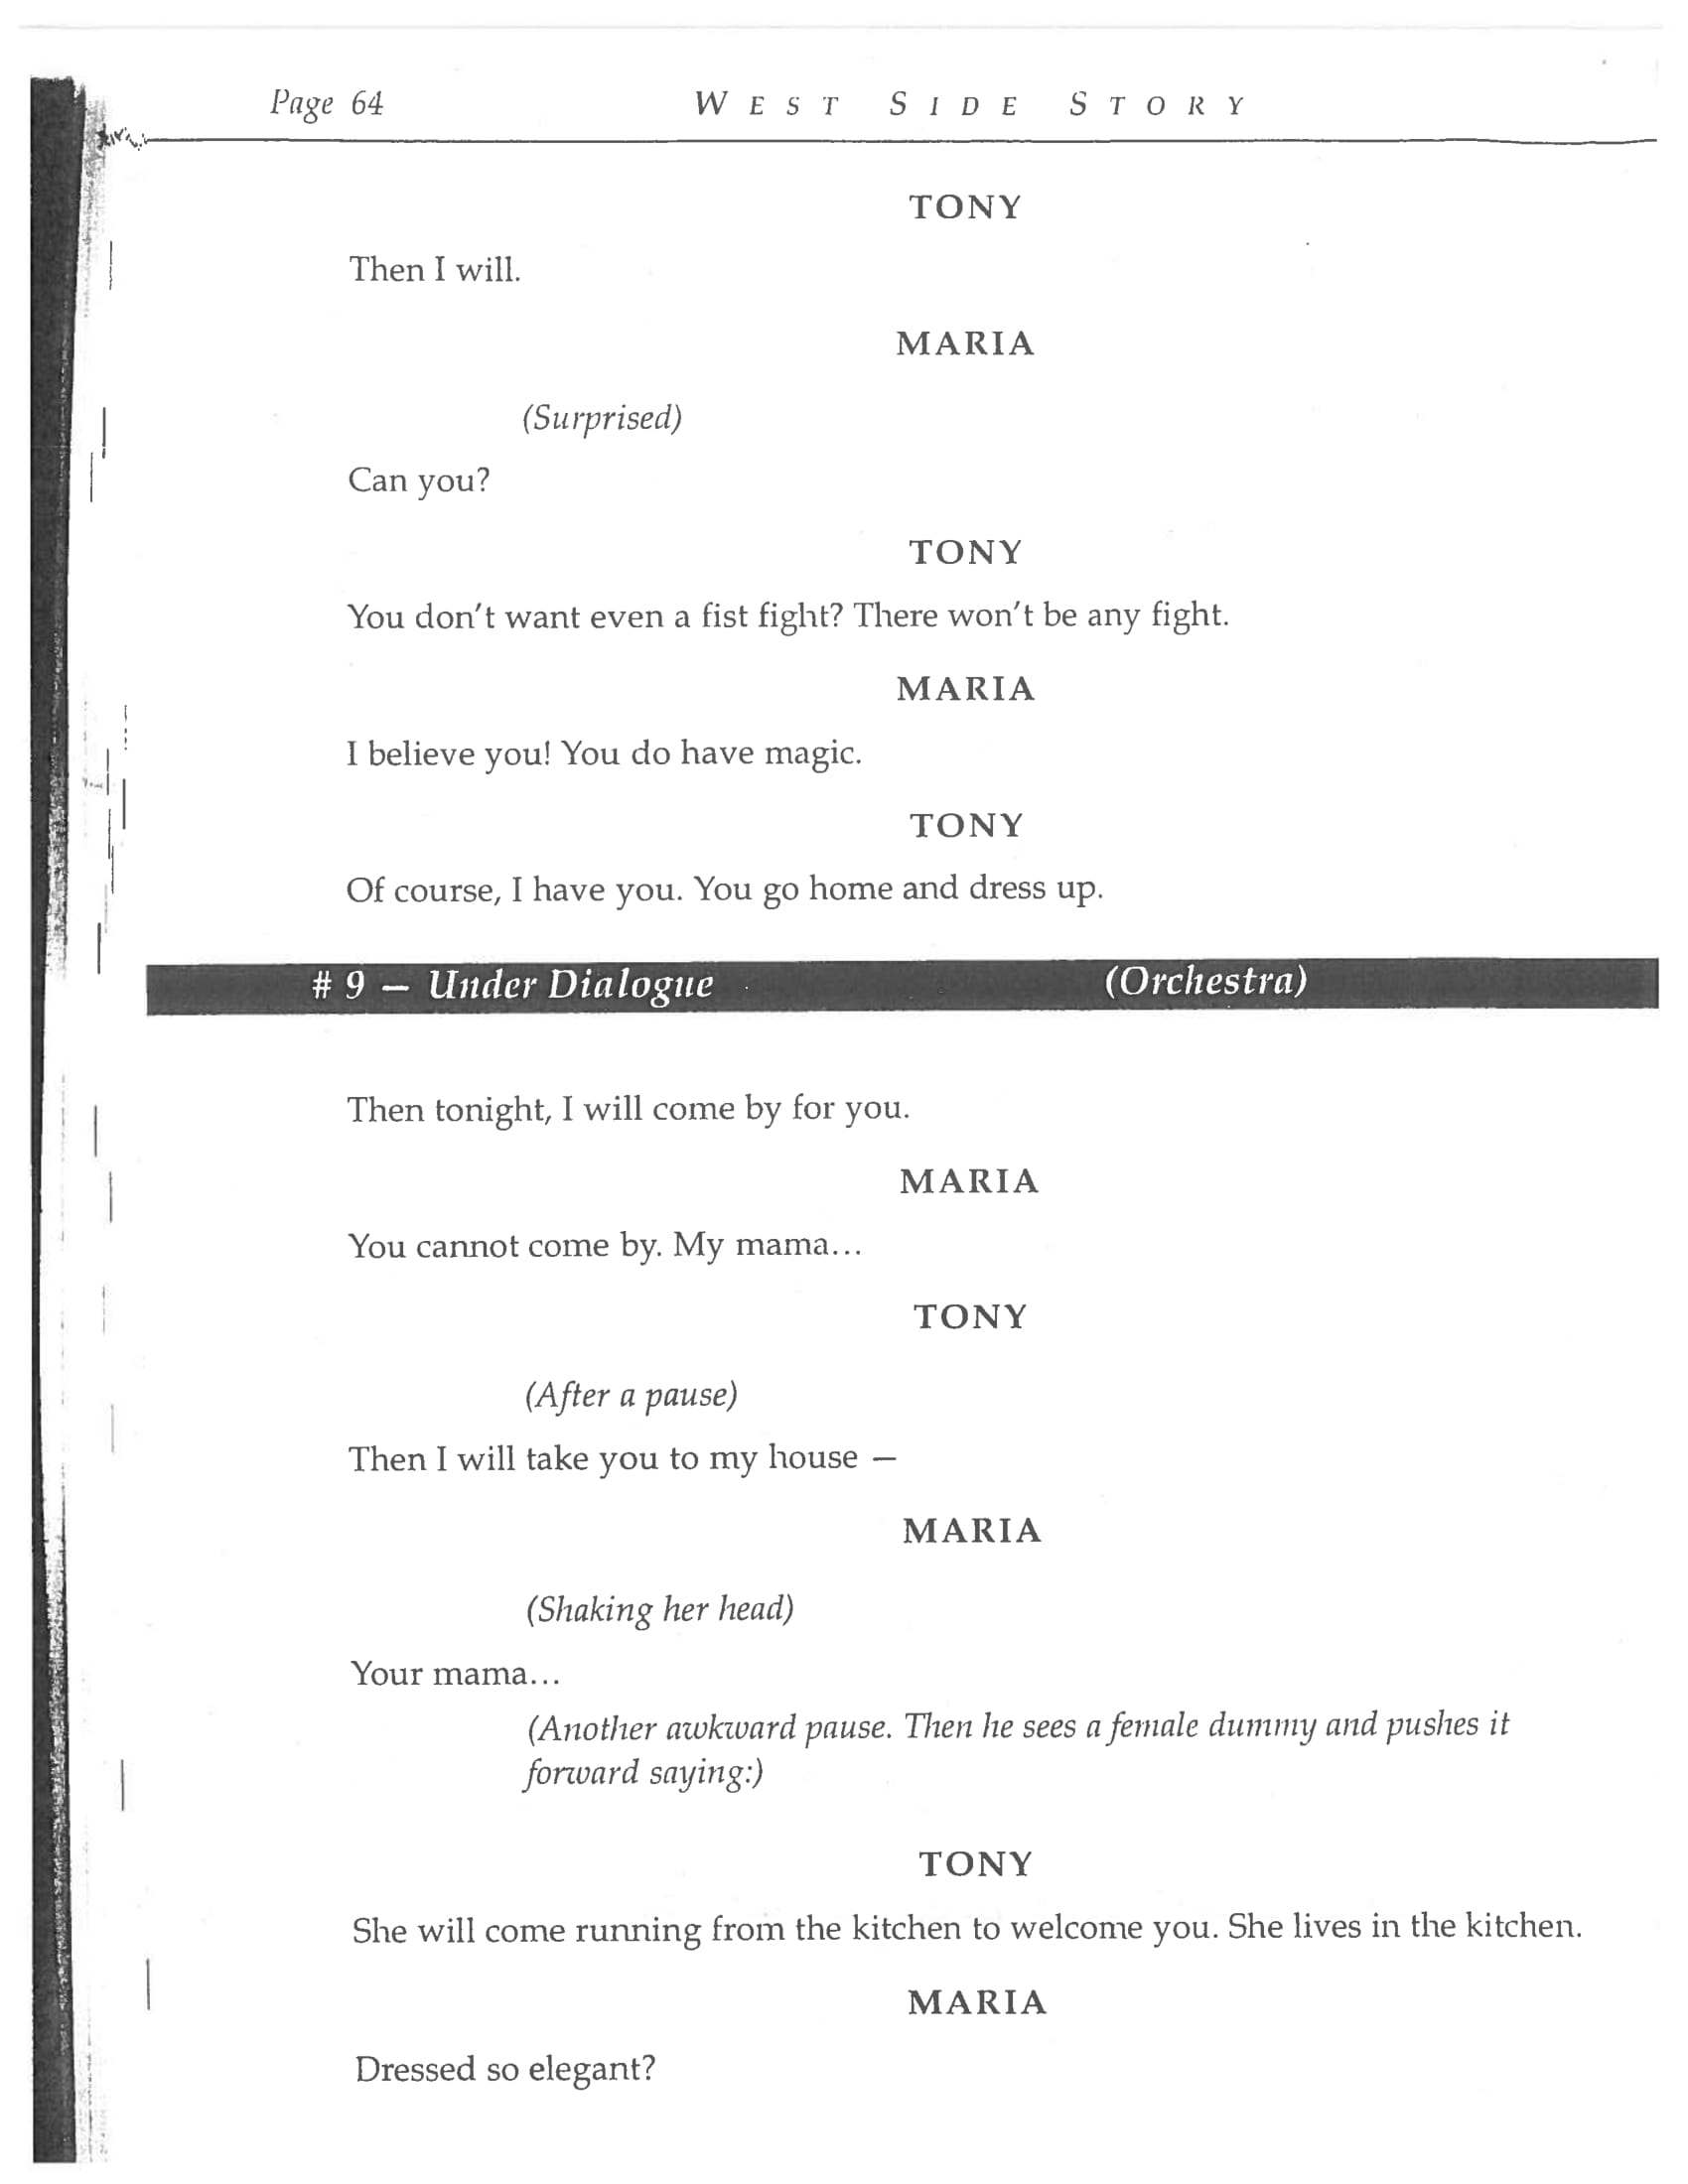 Page 64 WEST SIDE STORY
TONY
Then I will.
MARIA
(Surprised)
Can you?
TONY
You don't want even a fist fight? There won't be any fight.
MARIA
I believe you! You do have magic.
TONY
Of course, I have you. You go home and dress up.
# 9 — Under Dialogue (Orchestra)
Then tonight, I will come by for you.
MARIA
You cannot come by. My mama...
TONY
(After a pause)
Then I will take you to my house —
MARIA
(Shaking her head)
Your mama...
(Another awkward pause. Then he sees a female dummy and pushes it
forward saying:)
TONY
She will come running from the kitchen to welcome you. She lives in the kitchen.
MARIA
Dressed so elegant?